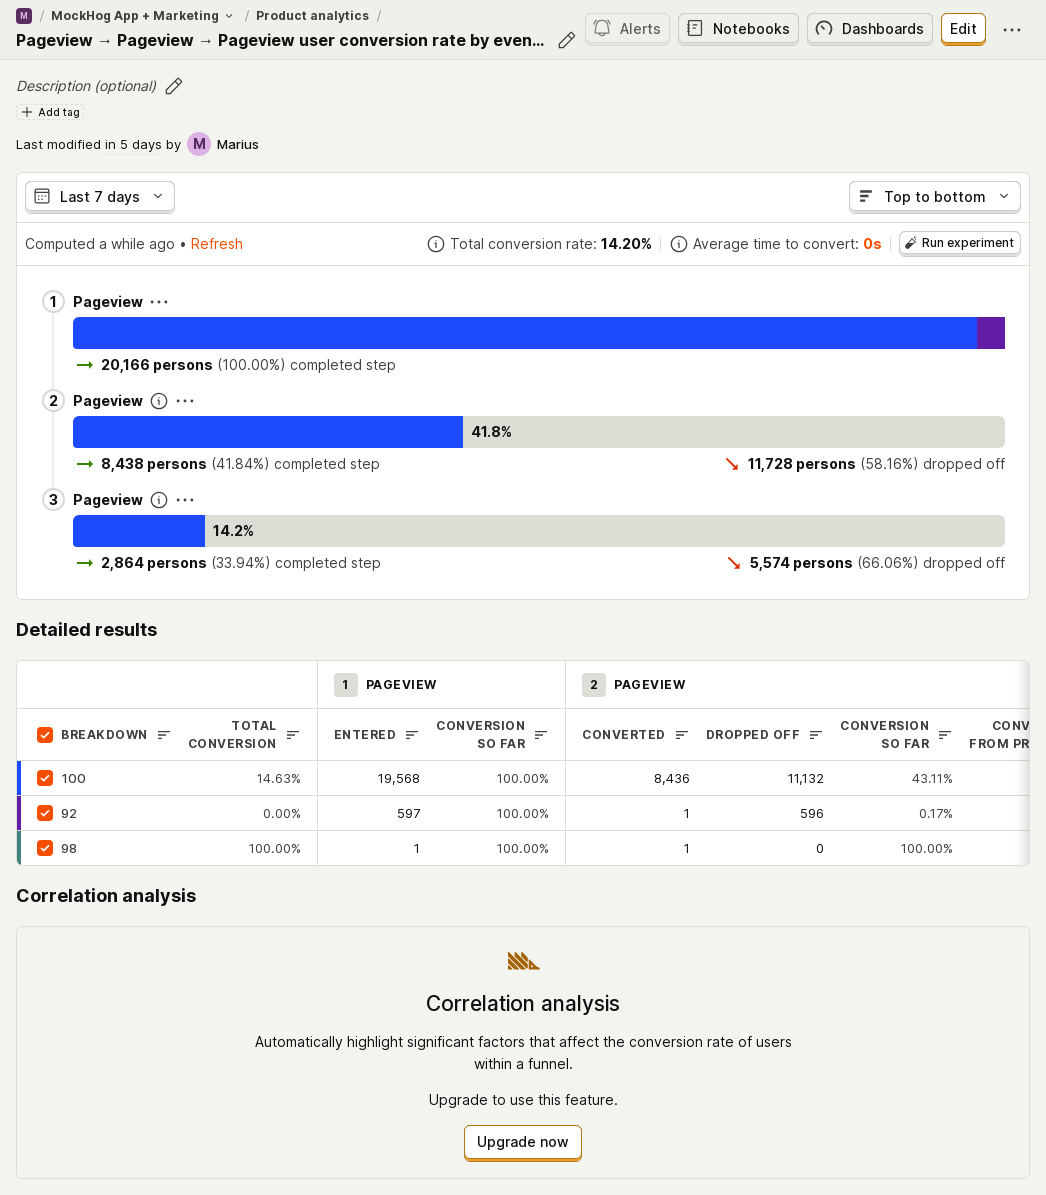 M / MockHog App + Marketing / Product analytics /
Pageview → Pageview → Pageview user conversion rate by even...
Alerts
Notebooks
Dashboards
Edit
Description (optional)
Add tag
Last modified in 5 days by M Marius
Last 7 days
Top to bottom
Computed a while ago • Refresh
Total conversion rate: 14.20%
Average time to convert: 0s
Run experiment
1 Pageview
20,166 persons (100.00%) completed step
2 Pageview
41.8%
8,438 persons (41.84%) completed step
11,728 persons (58.16%) dropped off
3 Pageview
14.2%
2,864 persons (33.94%) completed step
5,574 persons (66.06%) dropped off
Detailed results
1 PAGEVIEW
2 PAGEVIEW
BREAKDOWN
TOTAL
CONVERSION
ENTERED
CONVERSION
SO FAR
CONVERTED
DROPPED OFF
CONVERSION
SO FAR
CONV
FROM PR
100 14.63% 19,568 100.00% 8,436 11,132 43.11%
92 0.00% 597 100.00% 1 596 0.17%
98 100.00% 1 100.00% 1 0 100.00%
Correlation analysis
Correlation analysis
Automatically highlight significant factors that affect the conversion rate of users
within a funnel.
Upgrade to use this feature.
Upgrade now